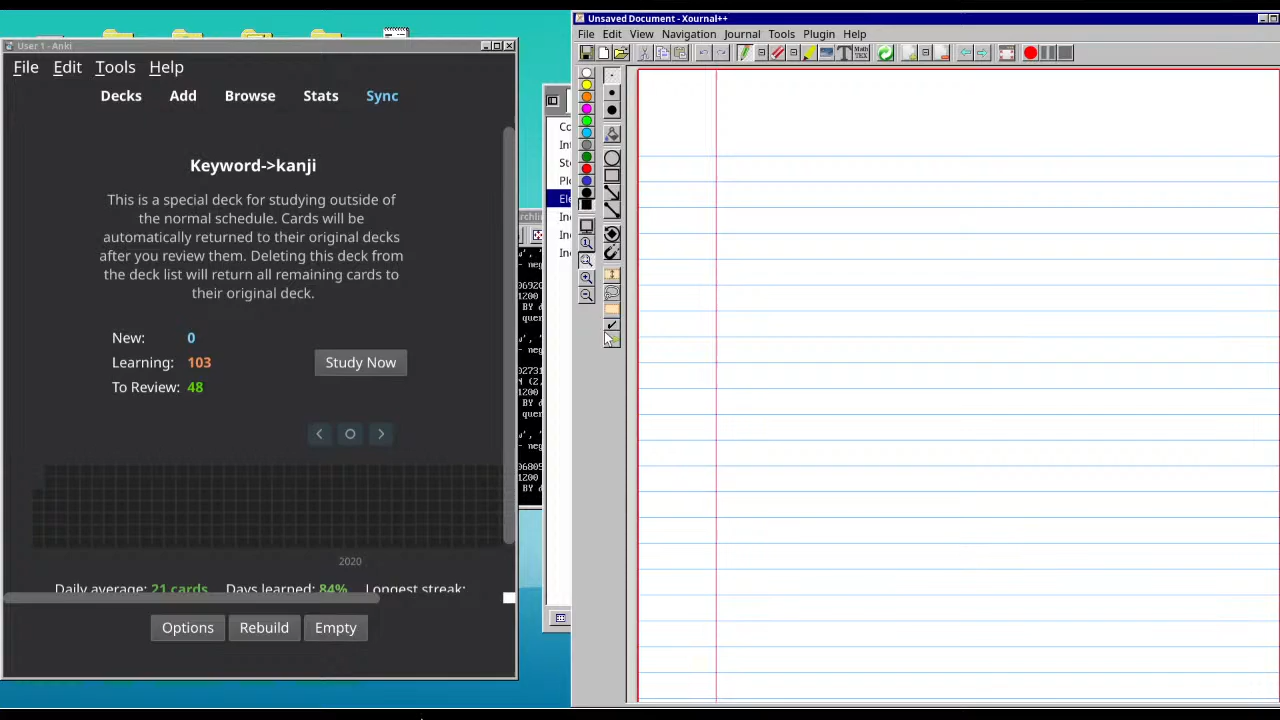 User 1 - Anki
File Edit Tools Help
Decks Add Browse Stats Sync
Keyword->kanji
This is a special deck for studying outside of
the normal schedule. Cards will be
automatically returned to their original decks
after you review them. Deleting this deck from
the deck list will return all remaining cards to
their original deck.
New: 0
Learning: 103
To Review: 48
Study Now
2020
Daily average: 21 cards Days learned: 84% Longest streak:
Options Rebuild Empty
Unsaved Document - Xournal++
File Edit View Navigation Journal Tools Plugin Help